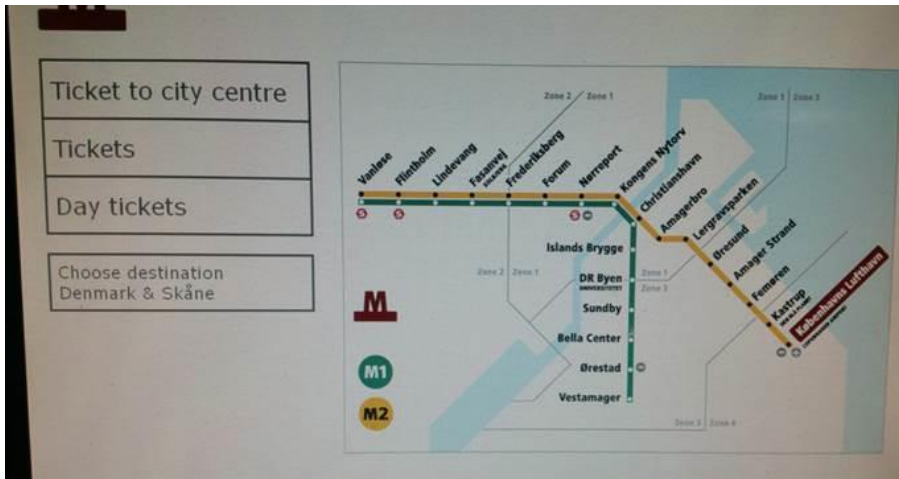 M
Ticket to city centre
Tickets
Day tickets
Choose destination
Denmark & Skåne
Zone 2 Zone 1
Zone 1 Zone 3
Vanløse
Flintholm
Lindevang
Fasanvej
Frederiksberg
Forum
Nørreport
Kongens Nytorv
Christianshavn
Amagerbro
Lergravsparken
Øresund
Amager Strand
Femøren
Kastrup
Københavns Lufthavn
S
S
S
Islands Brygge
Zone 2 Zone 1
DR Byen
UNIVERSITETET
Zone 1
Zone 3
Sundby
Bella Center
Ørestad
Vestamager
Zone 3 Zone 4
M
M1
M2